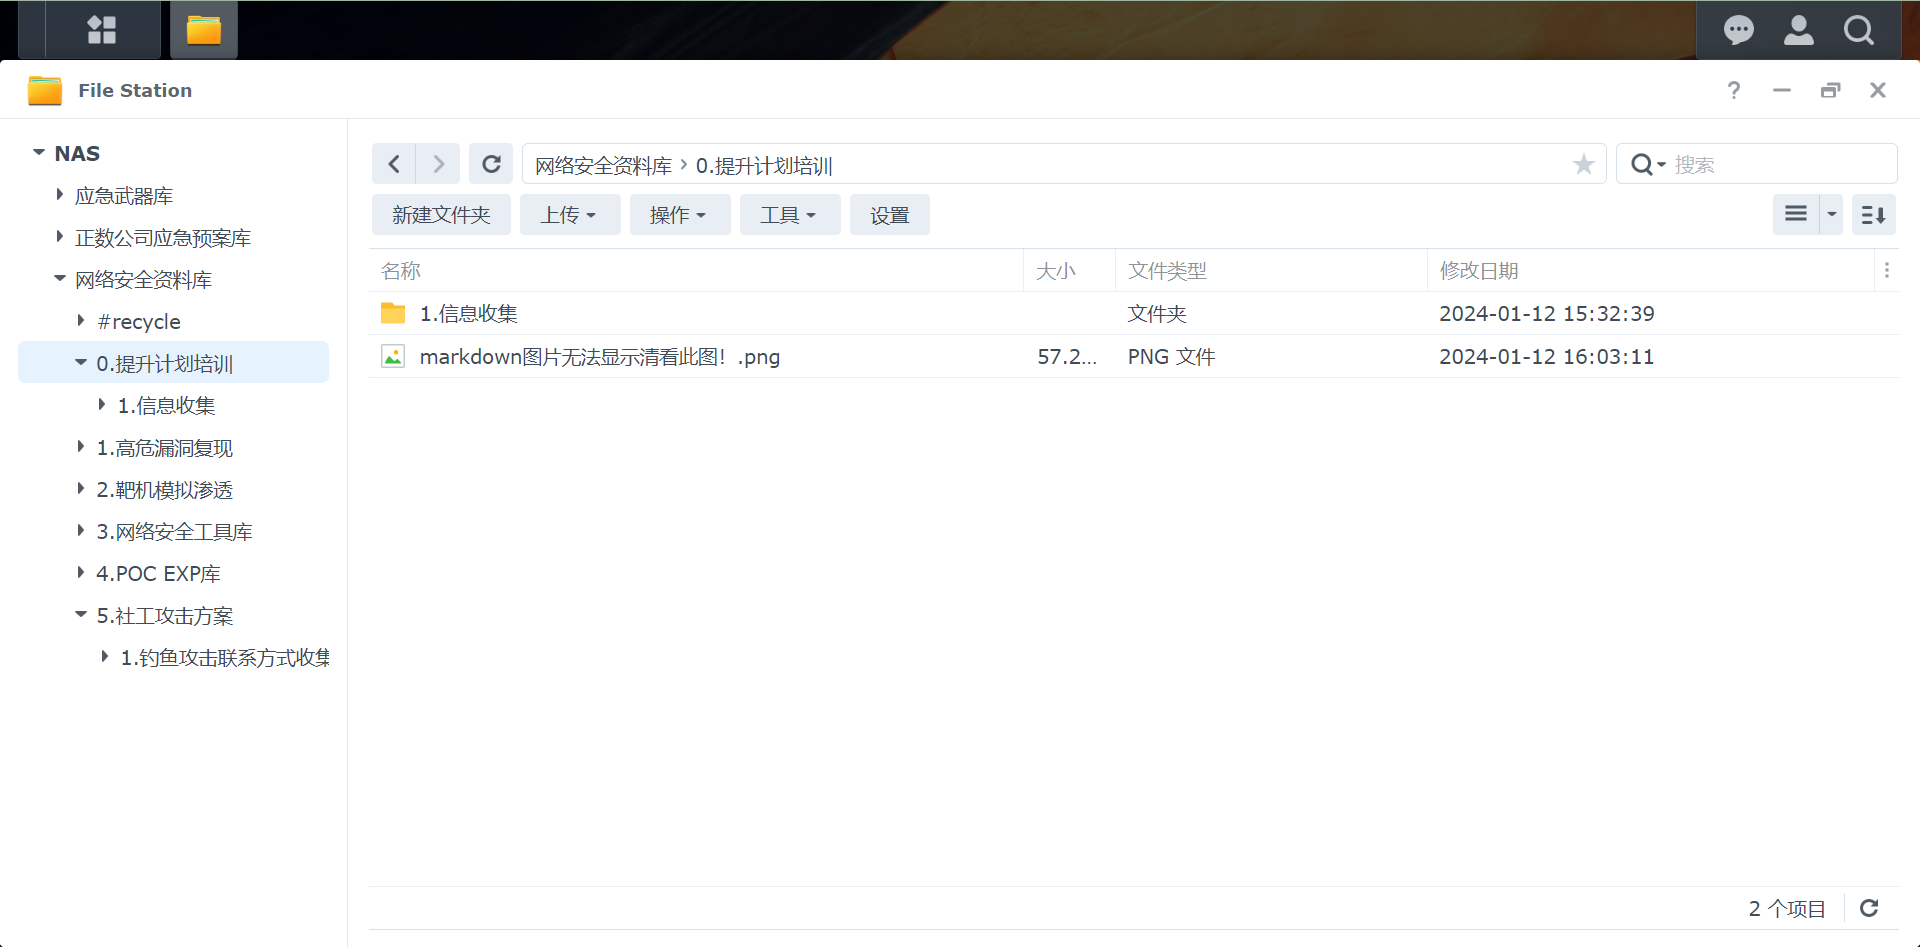 File Station
NAS
应急武器库
正数公司应急预案库
网络安全资料库
#recycle
0.提升计划培训
1.信息收集
1.高危漏洞复现
2.靶机模拟渗透
3.网络安全工具库
4.POC EXP库
5.社工攻击方案
1.钓鱼攻击联系方式收集
网络安全资料库 › 0.提升计划培训
搜索
新建文件夹 上传 操作 工具 设置
名称 大小 文件类型 修改日期
1.信息收集 文件夹 2024-01-12 15:32:39
markdown图片无法显示清看此图！.png 57.2... PNG 文件 2024-01-12 16:03:11
2 个项目